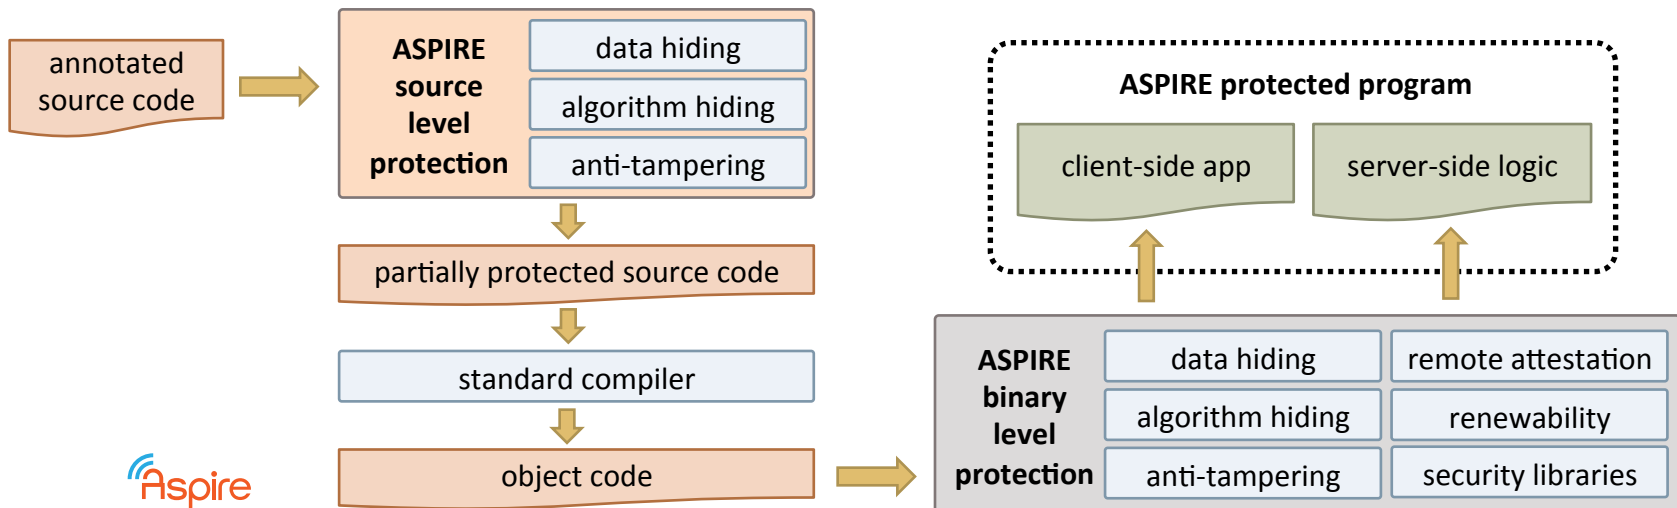 annotated
source code
ASPIRE
source
level
protection
data hiding
algorithm hiding
anti-tampering
partially protected source code
standard compiler
object code
Aspire
ASPIRE
binary
level
protection
data hiding
algorithm hiding
anti-tampering
remote attestation
renewability
security libraries
ASPIRE protected program
client-side app
server-side logic